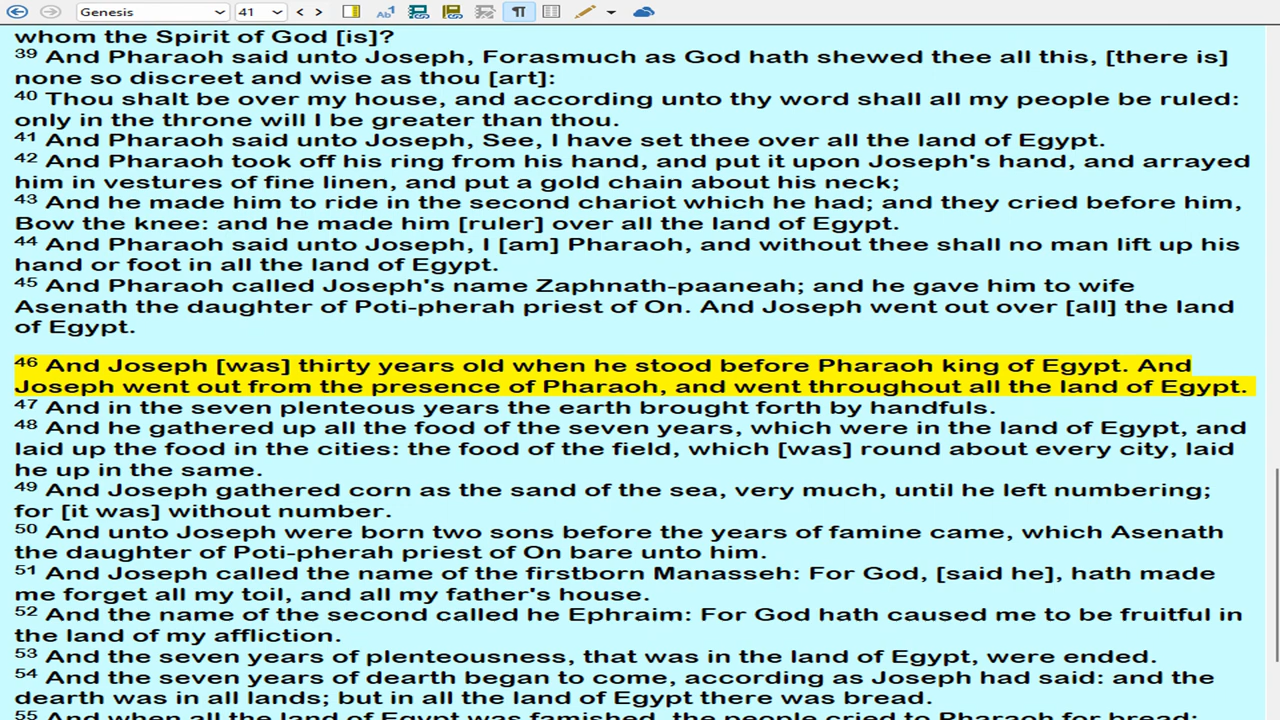 Genesis 41 < > Ab¹ ¶
whom the Spirit of God [is]?
39 And Pharaoh said unto Joseph, Forasmuch as God hath shewed thee all this, [there is]
none so discreet and wise as thou [art]:
40 Thou shalt be over my house, and according unto thy word shall all my people be ruled:
only in the throne will I be greater than thou.
41 And Pharaoh said unto Joseph, See, I have set thee over all the land of Egypt.
42 And Pharaoh took off his ring from his hand, and put it upon Joseph's hand, and arrayed
him in vestures of fine linen, and put a gold chain about his neck;
43 And he made him to ride in the second chariot which he had; and they cried before him,
Bow the knee: and he made him [ruler] over all the land of Egypt.
44 And Pharaoh said unto Joseph, I [am] Pharaoh, and without thee shall no man lift up his
hand or foot in all the land of Egypt.
45 And Pharaoh called Joseph's name Zaphnath-paaneah; and he gave him to wife
Asenath the daughter of Poti-pherah priest of On. And Joseph went out over [all] the land
of Egypt.
46 And Joseph [was] thirty years old when he stood before Pharaoh king of Egypt. And
Joseph went out from the presence of Pharaoh, and went throughout all the land of Egypt.
47 And in the seven plenteous years the earth brought forth by handfuls.
48 And he gathered up all the food of the seven years, which were in the land of Egypt, and
laid up the food in the cities: the food of the field, which [was] round about every city, laid
he up in the same.
49 And Joseph gathered corn as the sand of the sea, very much, until he left numbering;
for [it was] without number.
50 And unto Joseph were born two sons before the years of famine came, which Asenath
the daughter of Poti-pherah priest of On bare unto him.
51 And Joseph called the name of the firstborn Manasseh: For God, [said he], hath made
me forget all my toil, and all my father's house.
52 And the name of the second called he Ephraim: For God hath caused me to be fruitful in
the land of my affliction.
53 And the seven years of plenteousness, that was in the land of Egypt, were ended.
54 And the seven years of dearth began to come, according as Joseph had said: and the
dearth was in all lands; but in all the land of Egypt there was bread.
55 And when all the land of Egypt was famished, the people cried to Pharaoh for bread: